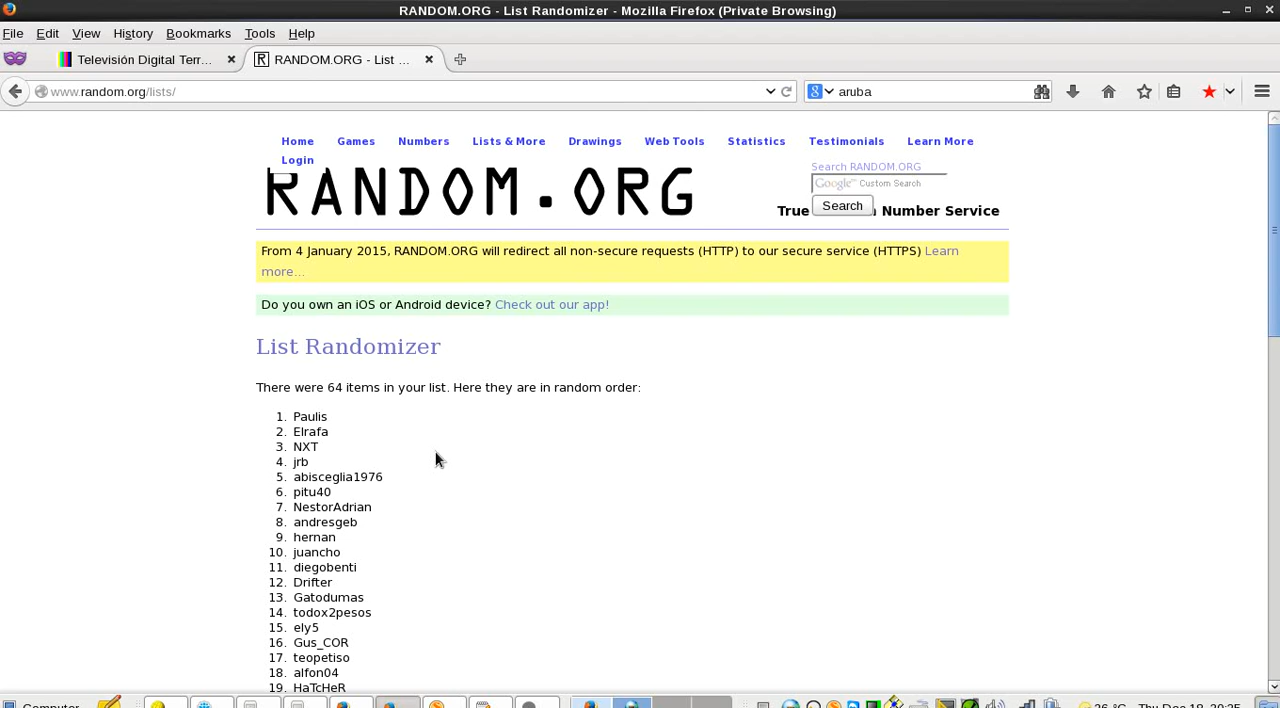 RANDOM.ORG - List Randomizer - Mozilla Firefox (Private Browsing)
File Edit View History Bookmarks Tools Help
Televisión Digital Terr...
RANDOM.ORG - List ...
www.random.org/lists/
aruba
Home Games Numbers Lists & More Drawings Web Tools Statistics Testimonials Learn More
Login
Search RANDOM.ORG
RANDOM.ORG
Google™ Custom Search
True Search Number Service
From 4 January 2015, RANDOM.ORG will redirect all non-secure requests (HTTP) to our secure service (HTTPS) Learn
more...
Do you own an iOS or Android device? Check out our app!
List Randomizer
There were 64 items in your list. Here they are in random order:
1. Paulis
2. Elrafa
3. NXT
4. jrb
5. abisceglia1976
6. pitu40
7. NestorAdrian
8. andresgeb
9. hernan
10. juancho
11. diegobenti
12. Drifter
13. Gatodumas
14. todox2pesos
15. ely5
16. Gus_COR
17. teopetiso
18. alfon04
19. HaTcHeR
Computer
26 °C Thu Dec 18, 20:25